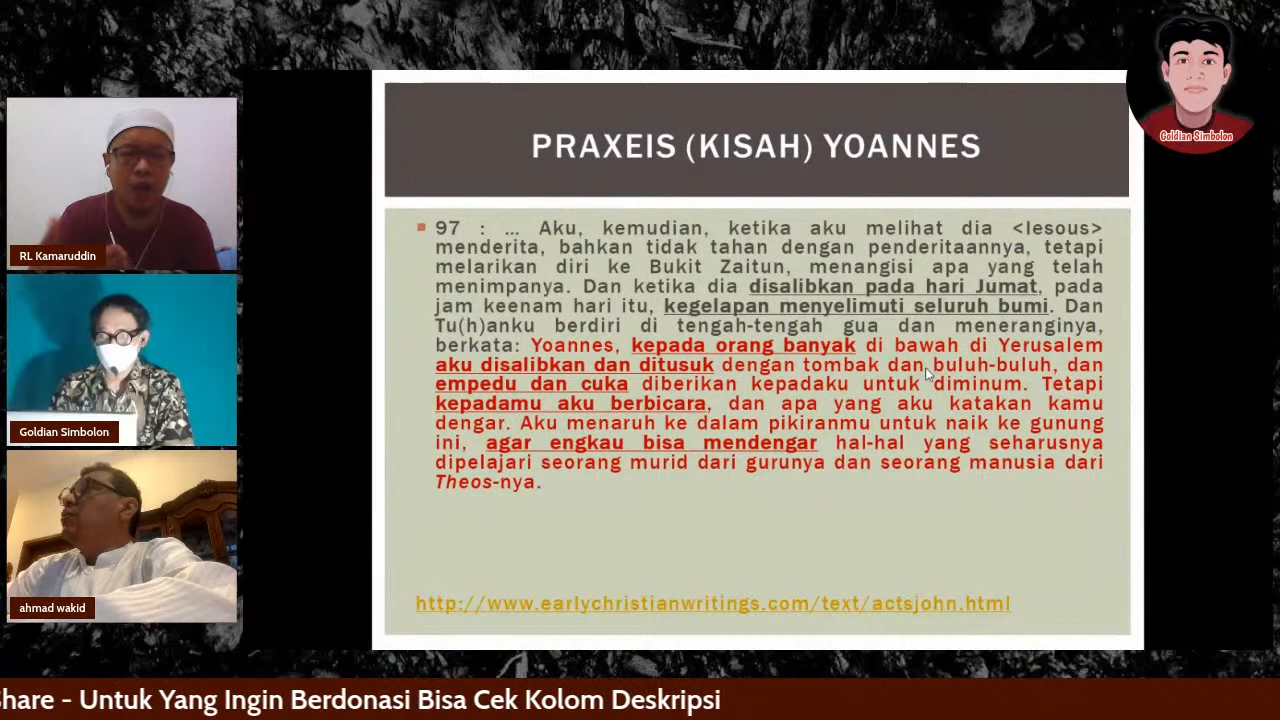 Goldian Simbolon
RL Kamaruddin
Goldian Simbolon
ahmad wakid
PRAXEIS (KISAH) YOANNES
97 : ... Aku, kemudian, ketika aku melihat dia <Iesous>
menderita, bahkan tidak tahan dengan penderitaannya, tetapi
melarikan diri ke Bukit Zaitun, menangisi apa yang telah
menimpanya. Dan ketika dia disalibkan pada hari Jumat, pada
jam keenam hari itu, kegelapan menyelimuti seluruh bumi. Dan
Tu(h)anku berdiri di tengah-tengah gua dan meneranginya,
berkata: Yoannes, kepada orang banyak di bawah di Yerusalem
aku disalibkan dan ditusuk dengan tombak dan buluh-buluh, dan
empedu dan cuka diberikan kepadaku untuk diminum. Tetapi
kepadamu aku berbicara, dan apa yang aku katakan kamu
dengar. Aku menaruh ke dalam pikiranmu untuk naik ke gunung
ini, agar engkau bisa mendengar hal-hal yang seharusnya
dipelajari seorang murid dari gurunya dan seorang manusia dari
Theos-nya.
http://www.earlychristianwritings.com/text/actsjohn.html
Share - Untuk Yang Ingin Berdonasi Bisa Cek Kolom Deskripsi